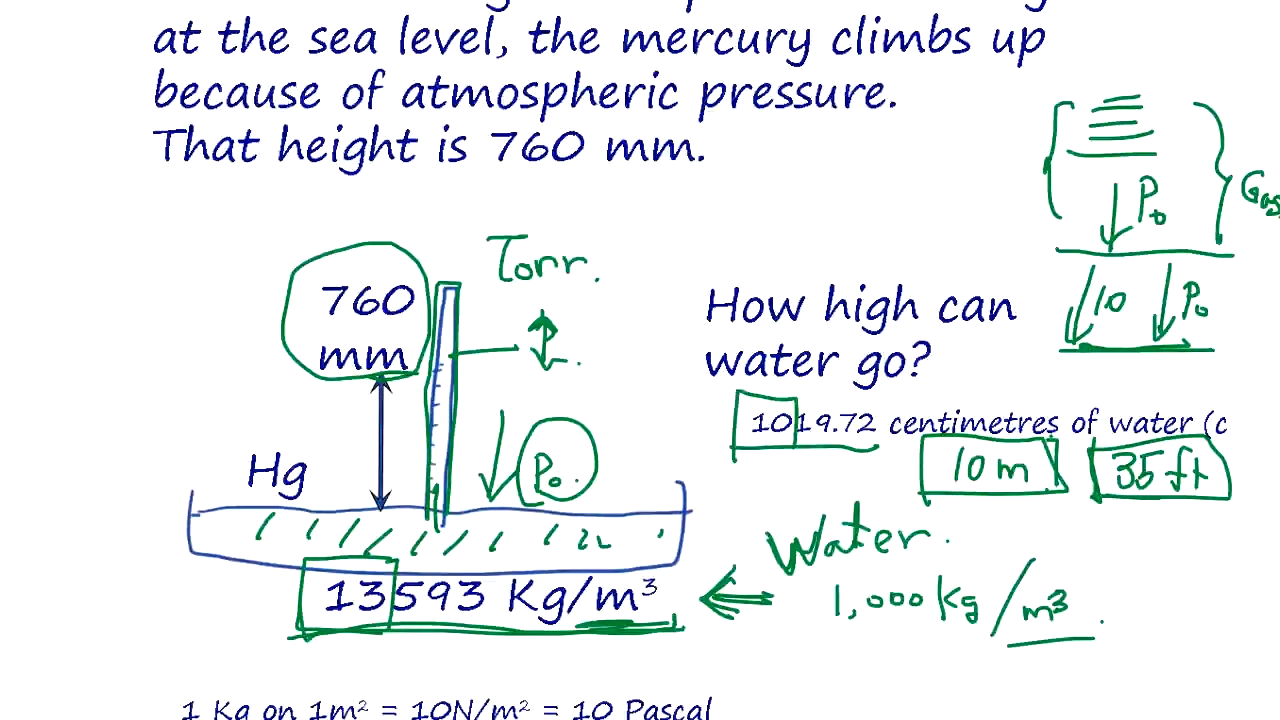 at the sea level, the mercury climbs up
because of atmospheric pressure.
That height is 760 mm.
P₀
Gas
10 P₀
Torr.
760
mm
P.
How high can
water go?
1019.72 centimetres of water (c
10 m 35 ft
Hg
P₀.
Water.
13593 Kg/m³
1,000 kg/m³.
1 Kg on 1m² = 10N/m² = 10 Pascal